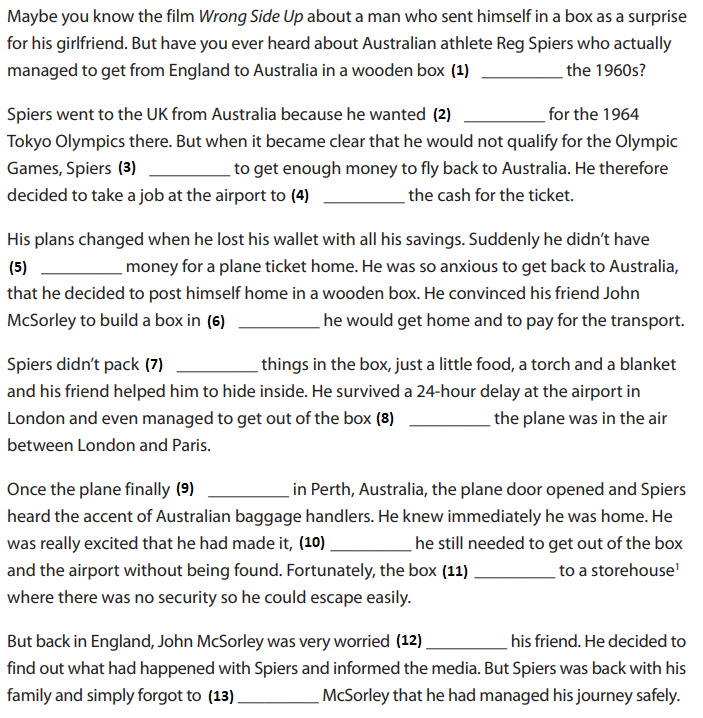 Maybe you know the film Wrong Side Up about a man who sent himself in a box as a surprise
for his girlfriend. But have you ever heard about Australian athlete Reg Spiers who actually
managed to get from England to Australia in a wooden box (1) _________ the 1960s?
Spiers went to the UK from Australia because he wanted (2) _________ for the 1964
Tokyo Olympics there. But when it became clear that he would not qualify for the Olympic
Games, Spiers (3) _________ to get enough money to fly back to Australia. He therefore
decided to take a job at the airport to (4) _________ the cash for the ticket.
His plans changed when he lost his wallet with all his savings. Suddenly he didn't have
(5) _________ money for a plane ticket home. He was so anxious to get back to Australia,
that he decided to post himself home in a wooden box. He convinced his friend John
McSorley to build a box in (6) _________ he would get home and to pay for the transport.
Spiers didn't pack (7) _________ things in the box, just a little food, a torch and a blanket
and his friend helped him to hide inside. He survived a 24-hour delay at the airport in
London and even managed to get out of the box (8) _________ the plane was in the air
between London and Paris.
Once the plane finally (9) _________ in Perth, Australia, the plane door opened and Spiers
heard the accent of Australian baggage handlers. He knew immediately he was home. He
was really excited that he had made it, (10) _________ he still needed to get out of the box
and the airport without being found. Fortunately, the box (11) _________ to a storehouse¹
where there was no security so he could escape easily.
But back in England, John McSorley was very worried (12) _________ his friend. He decided to
find out what had happened with Spiers and informed the media. But Spiers was back with his
family and simply forgot to (13) _________ McSorley that he had managed his journey safely.